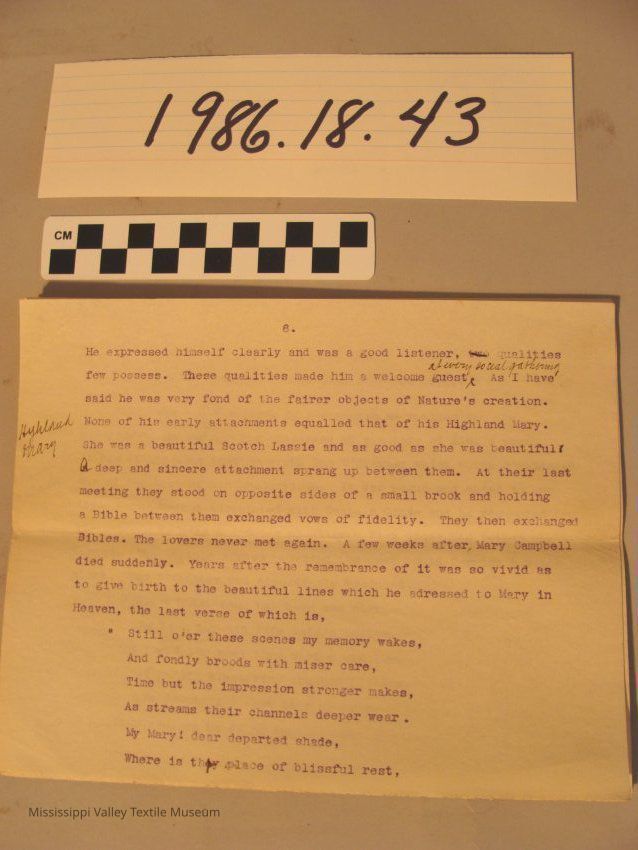 1986.18.43
CM
8.
He expressed himself clearly and was a good listener, two qualities
at every social gathering
few possess. These qualities made him a welcome guest. As I have
said he was very fond of the fairer objects of Nature's creation.
Highland
Mary
None of his early attachments equalled that of his Highland Mary.
She was a beautiful Scotch Lassie and as good as she was beautiful!
A deep and sincere attachment sprang up between them. At their last
meeting they stood on opposite sides of a small brook and holding
a Bible between them exchanged vows of fidelity. They then exchanged
Bibles. The lovers never met again. A few weeks after Mary Campbell
died suddenly. Years after the remembrance of it was so vivid as
to give birth to the beautiful lines which he adressed to Mary in
Heaven, the last verse of which is,
" Still o'er these scenes my memory wakes,
And fondly broods with miser care,
Time but the impression stronger makes,
As streams their channels deeper wear.
My Mary! dear departed shade,
Where is thy place of blissful rest,
Mississippi Valley Textile Museum